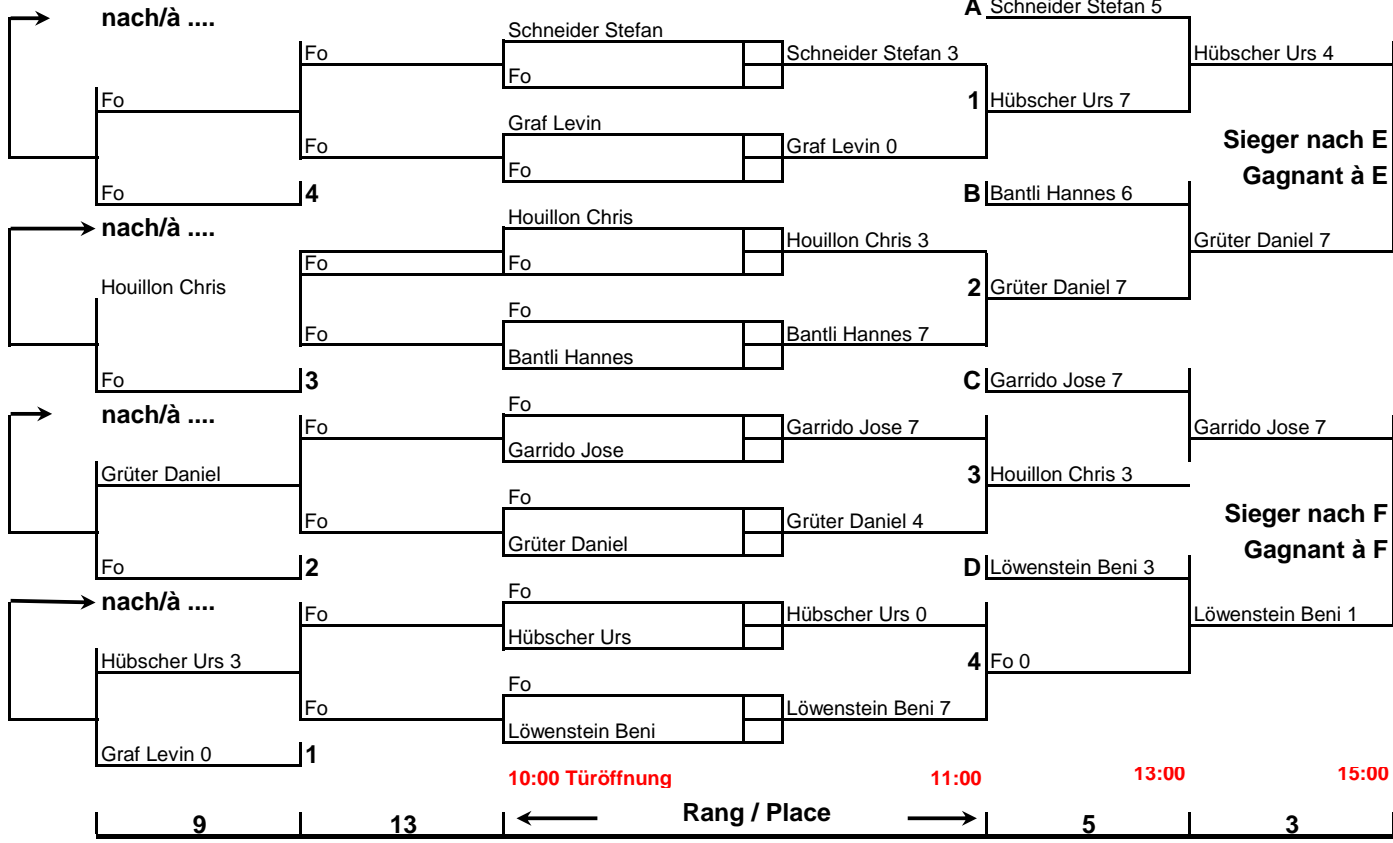 A Schneider Stefan 5
nach/à ....
Schneider Stefan
Fo
Schneider Stefan 3
Hübscher Urs 4
Fo
Fo
1 Hübscher Urs 7
Graf Levin
Sieger nach E
Fo
Graf Levin 0
Fo
Gagnant à E
Fo
4
B Bantli Hannes 6
Houillon Chris
nach/à ....
Houillon Chris 3
Grüter Daniel 7
Fo
Fo
Houillon Chris
2 Grüter Daniel 7
Fo
Fo
Bantli Hannes 7
Bantli Hannes
Fo
3
C Garrido Jose 7
Fo
nach/à ....
Fo
Garrido Jose 7
Garrido Jose 7
Garrido Jose
Grüter Daniel
3 Houillon Chris 3
Fo
Sieger nach F
Fo
Grüter Daniel 4
Grüter Daniel
Gagnant à F
Fo
2
D Löwenstein Beni 3
Fo
nach/à ....
Fo
Hübscher Urs 0
Löwenstein Beni 1
Hübscher Urs
Hübscher Urs 3
4 Fo 0
Fo
Fo
Löwenstein Beni 7
Löwenstein Beni
Graf Levin 0
1
10:00 Türöffnung
11:00
13:00
15:00
Rang / Place
9
13
5
3